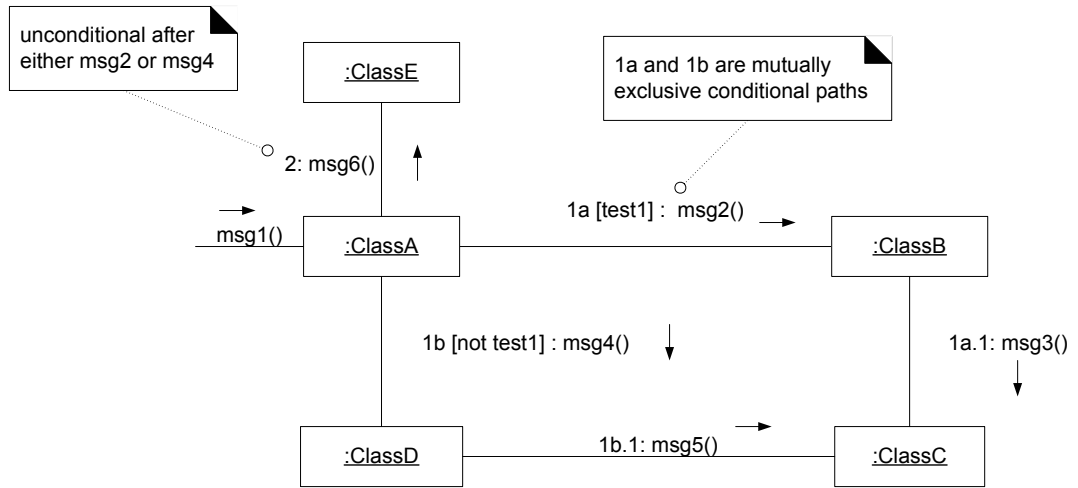 unconditional after
either msg2 or msg4
:ClassE
1a and 1b are mutually
exclusive conditional paths
2: msg6()
1a [test1] : msg2()
msg1()
:ClassA
:ClassB
1b [not test1] : msg4()
1a.1: msg3()
:ClassD
1b.1: msg5()
:ClassC